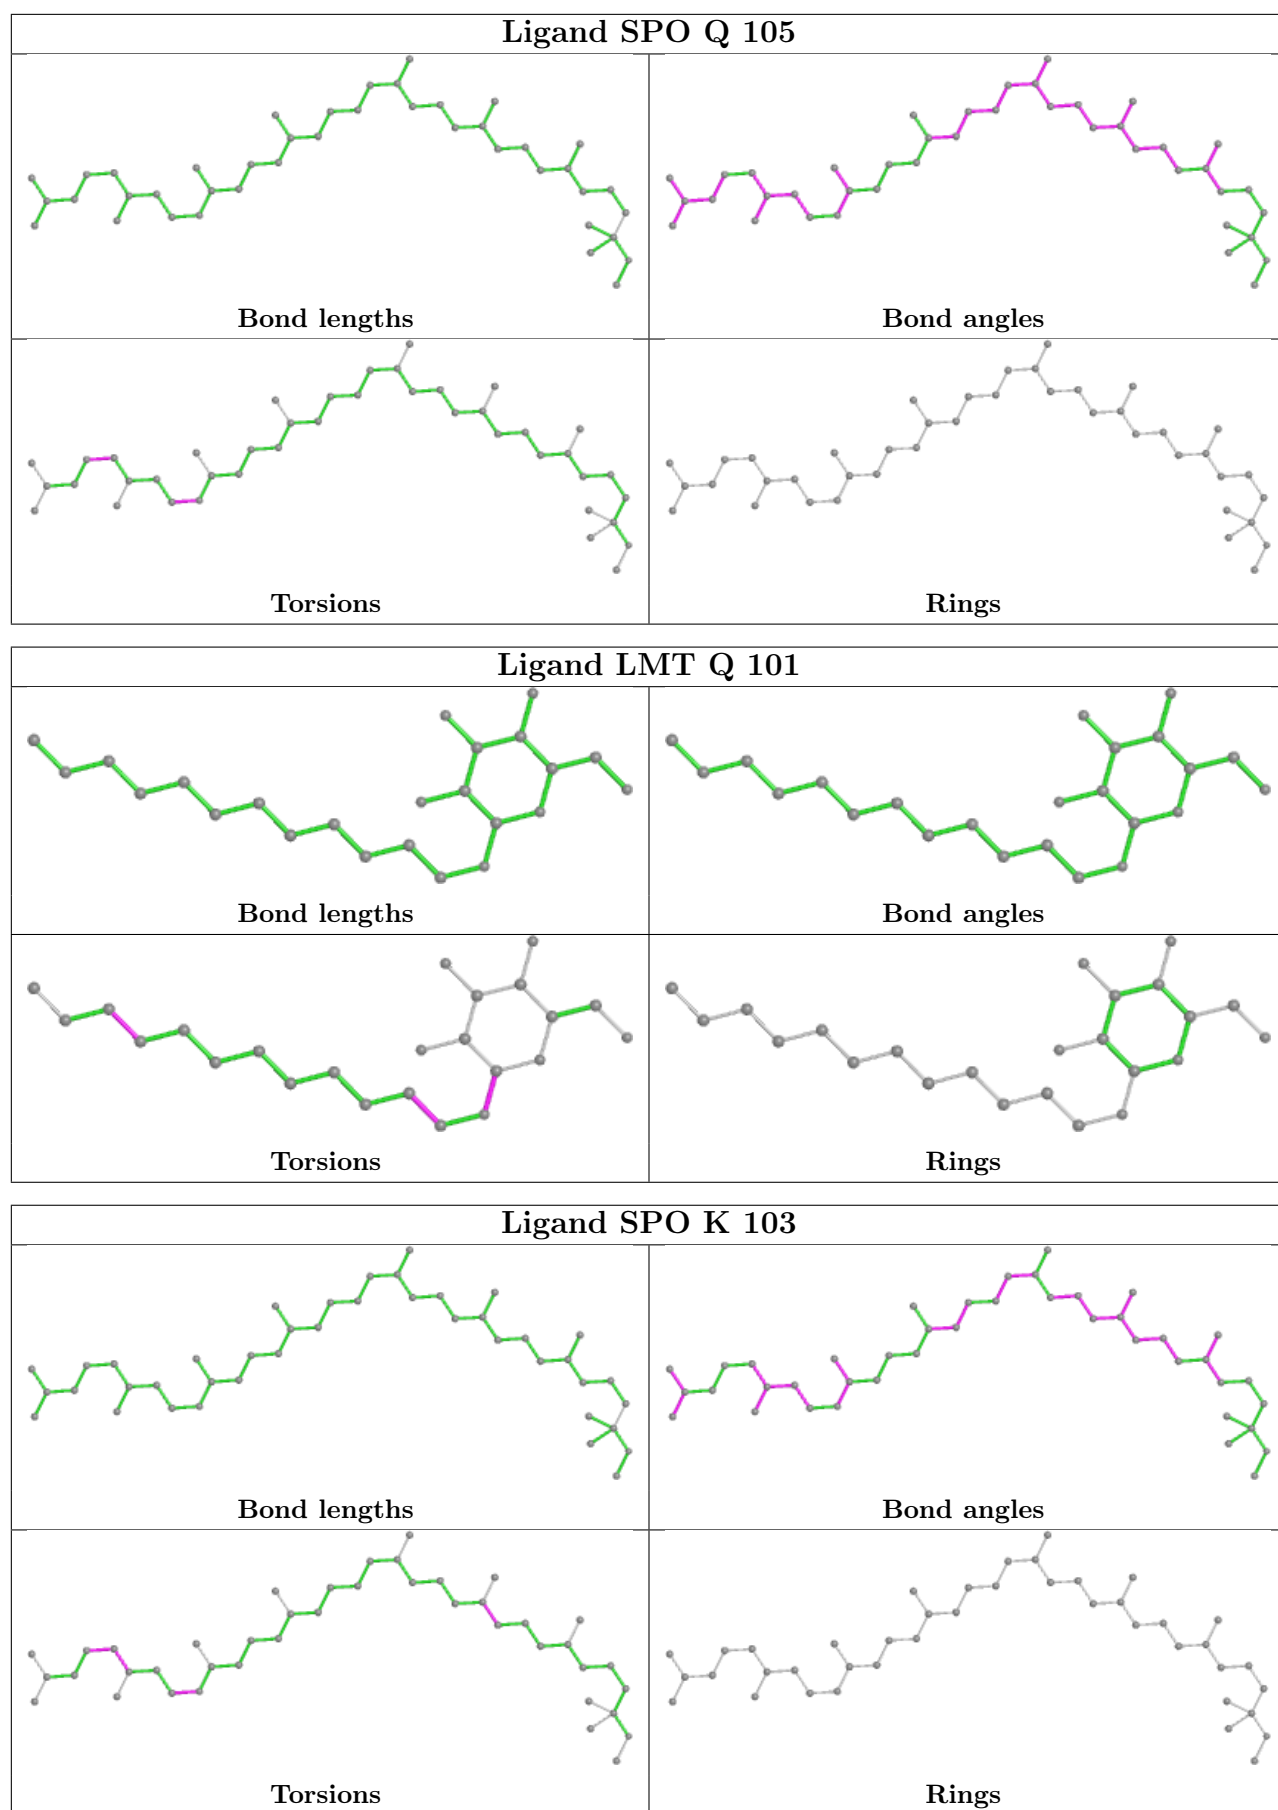 Ligand SPO Q 105
Bond lengths
Bond angles
Torsions
Rings
Ligand LMT Q 101
Bond lengths
Bond angles
Torsions
Rings
Ligand SPO K 103
Bond lengths
Bond angles
Torsions
Rings